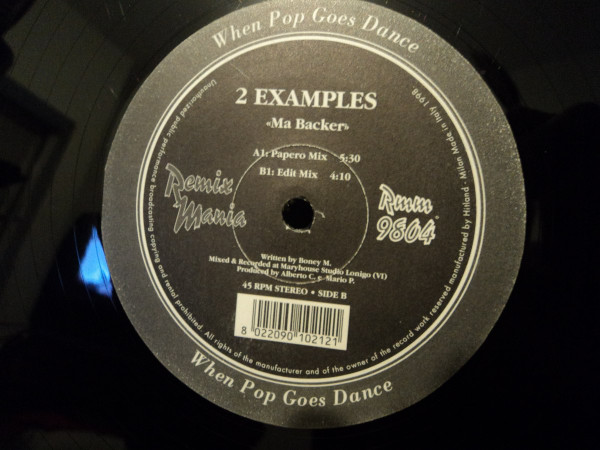 When Pop Goes Dance
2 EXAMPLES
«Ma Backer»
A1: Papero Mix 5:30
B1: Edit Mix 4:10
Remix
Mania
Rmm
9804
Written by Boney M.
Mixed & Recorded at Maryhouse Studio Lonigo (VI)
Produced by Alberto C. e Mario P.
45 RPM STEREO • SIDE B
8 022090 102121
Unauthorized public performance broadcasting copying and rental prohibited. All rights of the manufacturer and of the owner of the record work reserved manufactured by Hitland - Milan Made in Italy 1998
When Pop Goes Dance